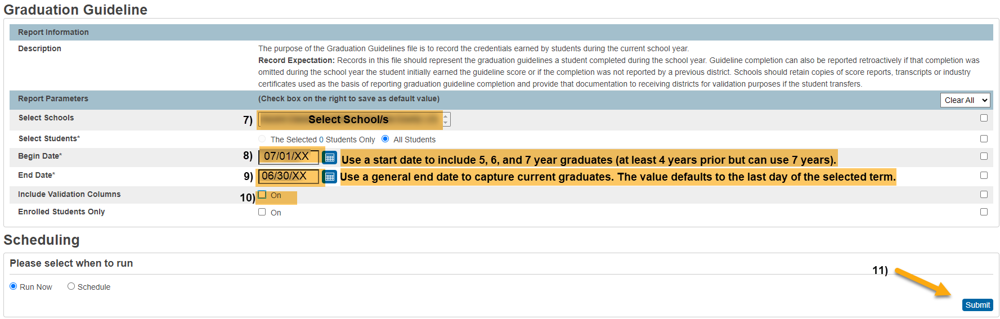 Graduation Guideline
Report Information
Description
The purpose of the Graduation Guidelines file is to record the credentials earned by students during the current school year.
Record Expectation: Records in this file should represent the graduation guidelines a student completed during the school year. Guideline completion can also be reported retroactively if that completion was
omitted during the school year the student initially earned the guideline score or if the completion was not reported by a previous district. Schools should retain copies of score reports, transcripts or industry
certificates used as the basis of reporting graduation guideline completion and provide that documentation to receiving districts for validation purposes if the student transfers.
Report Parameters (Check box on the right to save as default value) Clear All
Select Schools 7) Select School/s
Select Students* The Selected 0 Students Only All Students
Begin Date* 8) 07/01/XX Use a start date to include 5, 6, and 7 year graduates (at least 4 years prior but can use 7 years).
End Date* 9) 06/30/XX Use a general end date to capture current graduates. The value defaults to the last day of the selected term.
Include Validation Columns 10) On
Enrolled Students Only On
Scheduling
Please select when to run
11)
Run Now Schedule
Submit